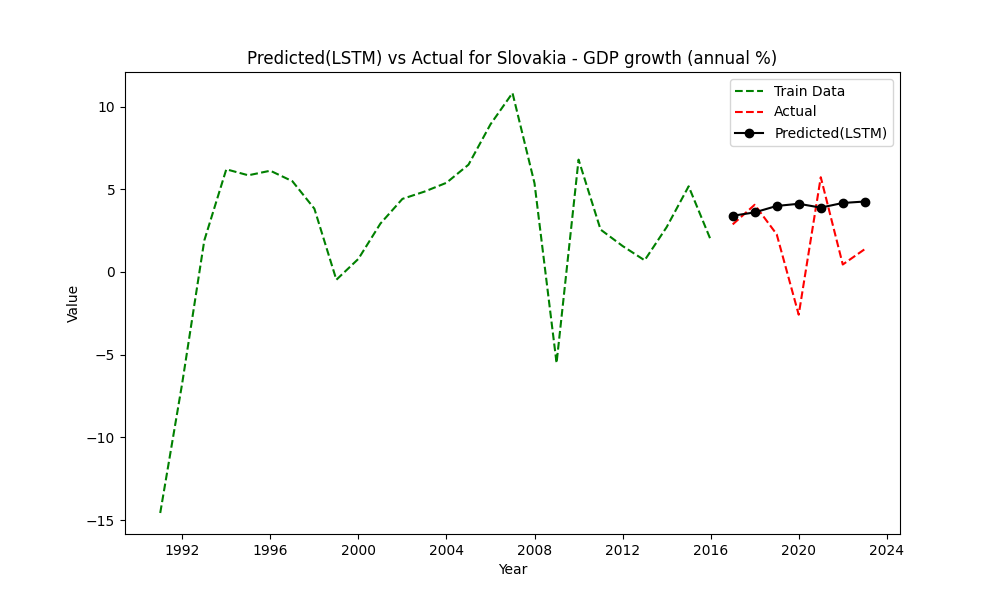 Predicted(LSTM) vs Actual for Slovakia - GDP growth (annual %)
Train Data
Actual
Predicted(LSTM)
10
5
0
−5
−10
−15
Value
1992 1996 2000 2004 2008 2012 2016 2020 2024
Year